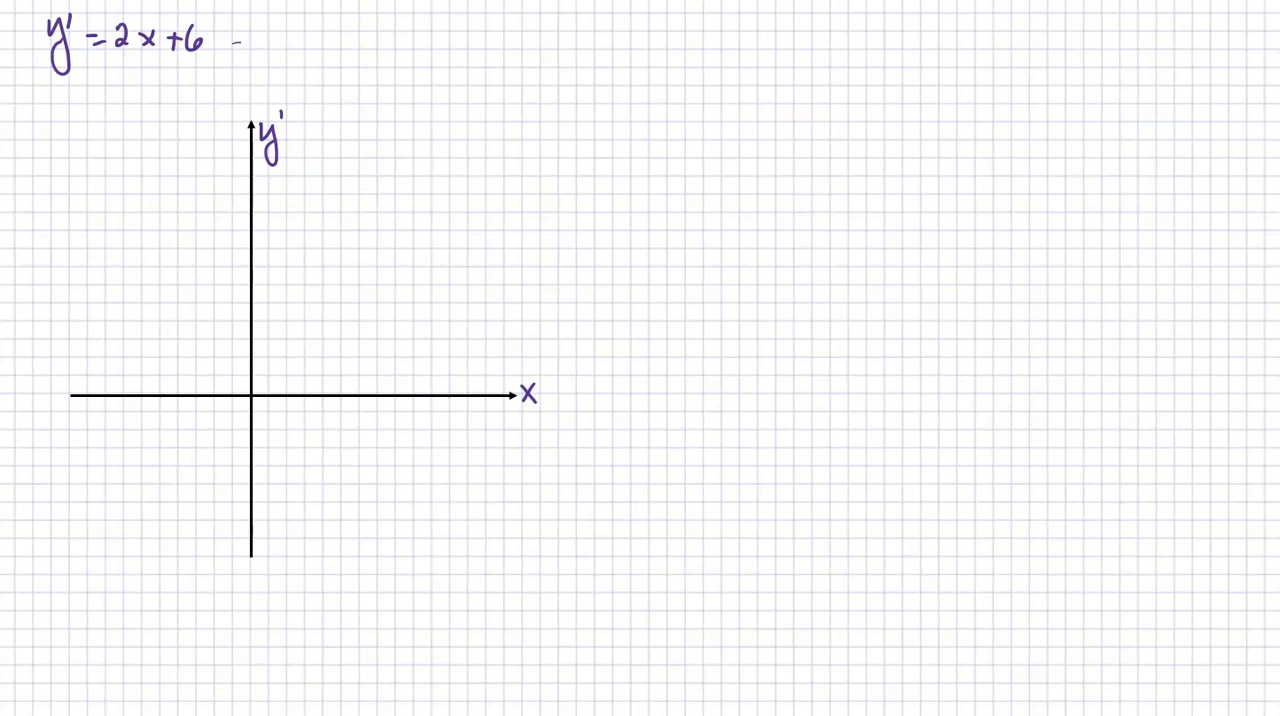 y' = 2x+6 -
y'
x